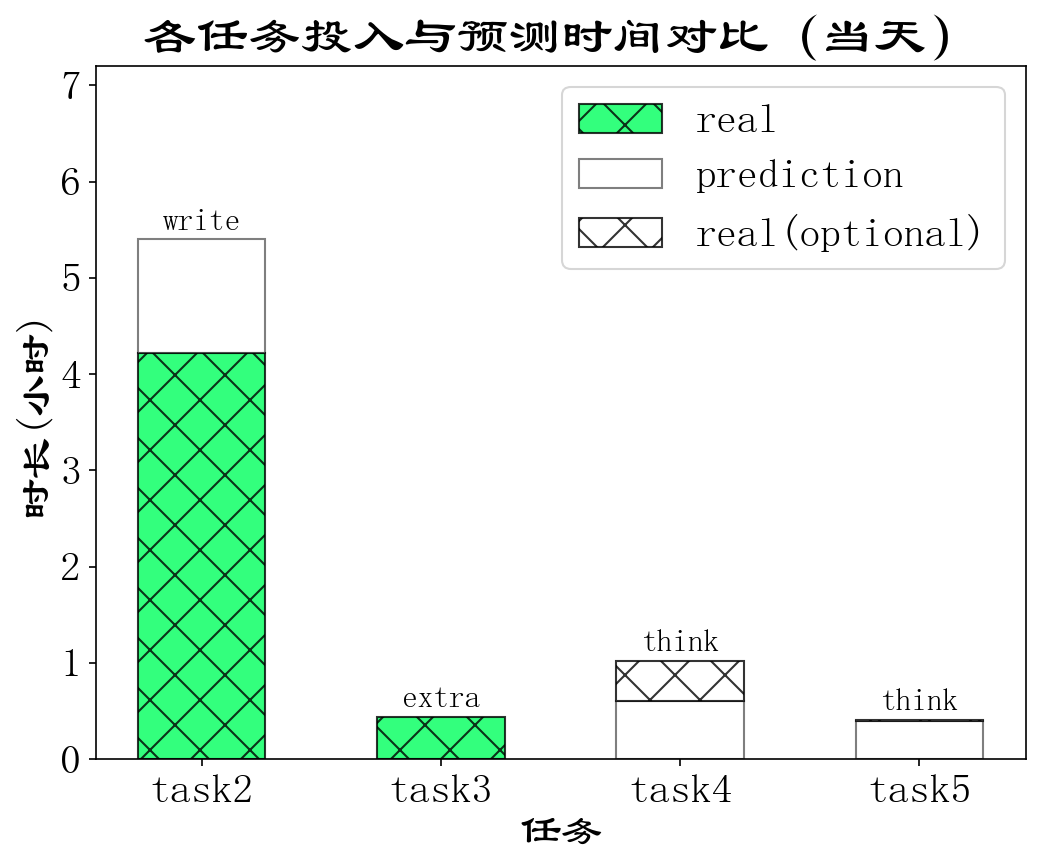 各任务投入与预测时间对比 (当天)
real
prediction
real(optional)
时长(小时)
7
6
5
4
3
2
1
0
write
extra
think
think
task2 task3 task4 task5
任务